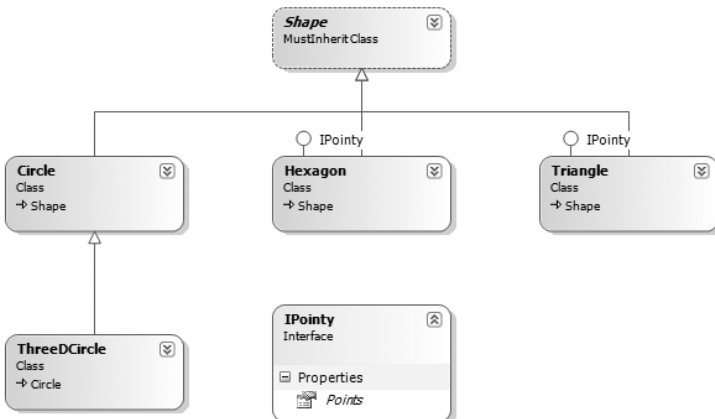 Shape
MustInherit Class
IPointy
IPointy
Circle
Class
Shape
Hexagon
Class
Shape
Triangle
Class
Shape
ThreeDCircle
Class
Circle
IPointy
Interface
Properties
Points